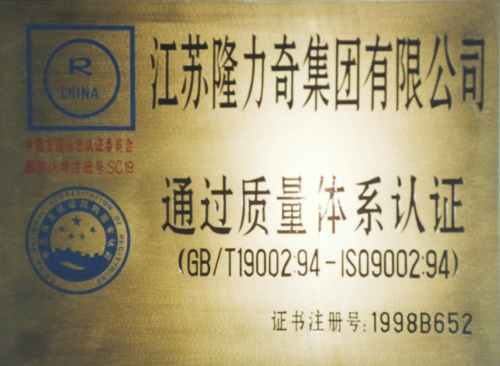 R
CHINA
江苏隆力奇集团有限公司
通过质量体系认证
(GB/T19002:94-ISO9002:94)
证书注册号:1998B652